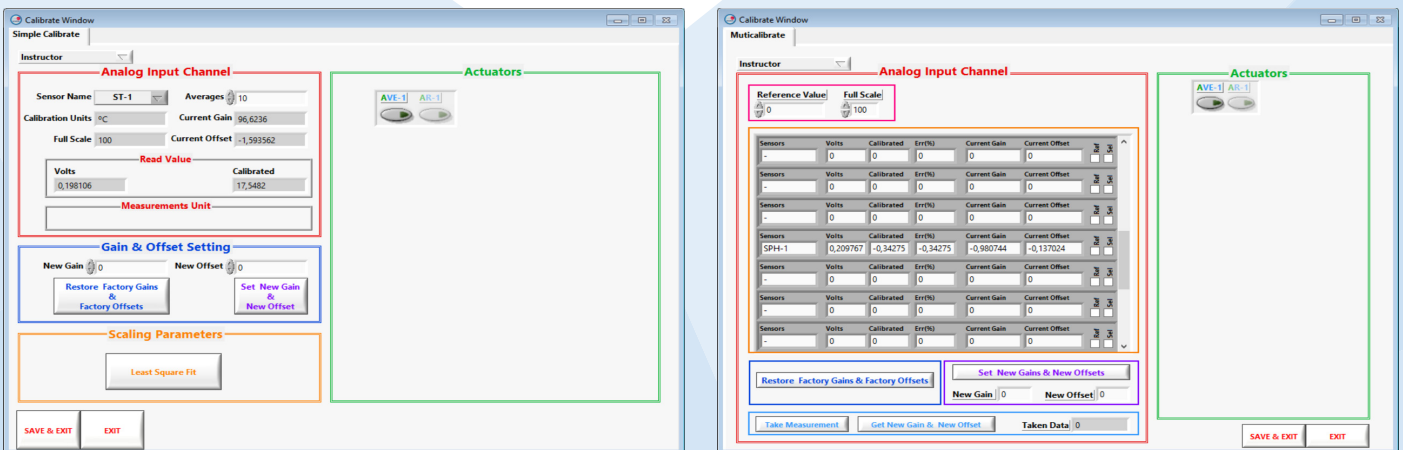 Calibrate Window
Simple Calibrate
Instructor
Analog Input Channel
Sensor Name ST-1 Averages 10
Calibration Units ºC Current Gain 96,6236
Full Scale 100 Current Offset -1,593562
Read Value
Volts Calibrated
0,198106 17,5482
Measurements Unit
Gain & Offset Setting
New Gain 0 New Offset 0
Restore Factory Gains
&
Factory Offsets
Set New Gain
&
New Offset
Scaling Parameters
Least Square Fit
SAVE & EXIT EXIT
Actuators
AVE-1 AR-1
Calibrate Window
Muticalibrate
Instructor
Analog Input Channel
Reference Value Full Scale
0 100
Sensors Volts Calibrated Err(%) Current Gain Current Offset Ref Sel
- 0 0 0 0 0
Sensors Volts Calibrated Err(%) Current Gain Current Offset Ref Sel
- 0 0 0 0 0
Sensors Volts Calibrated Err(%) Current Gain Current Offset Ref Sel
- 0 0 0 0 0
Sensors Volts Calibrated Err(%) Current Gain Current Offset Ref Sel
SPH-1 0,209767 -0,34275 -0,34275 -0,980744 -0,137024
Sensors Volts Calibrated Err(%) Current Gain Current Offset Ref Sel
- 0 0 0 0 0
Sensors Volts Calibrated Err(%) Current Gain Current Offset Ref Sel
- 0 0 0 0 0
Sensors Volts Calibrated Err(%) Current Gain Current Offset Ref Sel
- 0 0 0 0 0
Restore Factory Gains & Factory Offsets
Set New Gains & New Offsets
New Gain 0 New Offset 0
Take Measurement Get New Gain & New Offset Taken Data 0
Actuators
AVE-1 AR-1
SAVE & EXIT EXIT